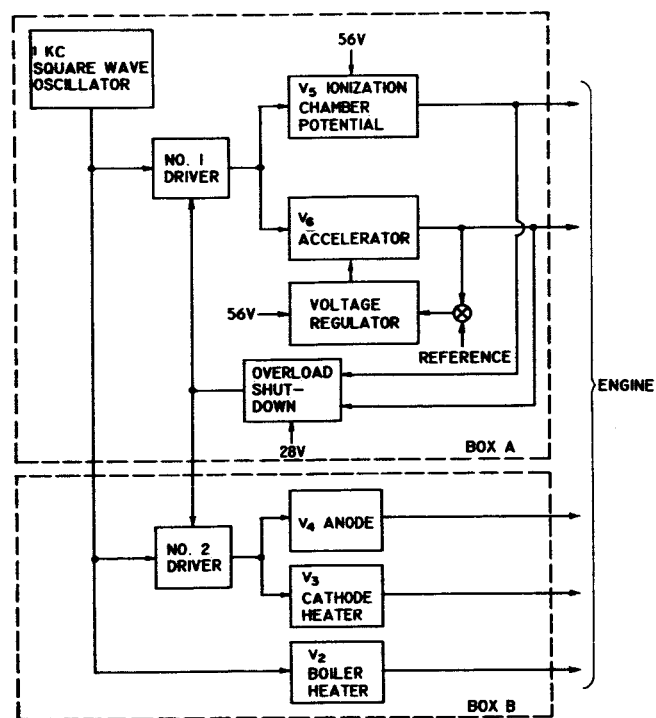 1 KC
SQUARE WAVE
OSCILLATOR
56V
V5 IONIZATION
CHAMBER
POTENTIAL
NO. 1
DRIVER
V6
ACCELERATOR
56V
VOLTAGE
REGULATOR
REFERENCE
OVERLOAD
SHUT-
DOWN
28V
BOX A
ENGINE
NO. 2
DRIVER
V4 ANODE
V3
CATHODE
HEATER
V2
BOILER
HEATER
BOX B